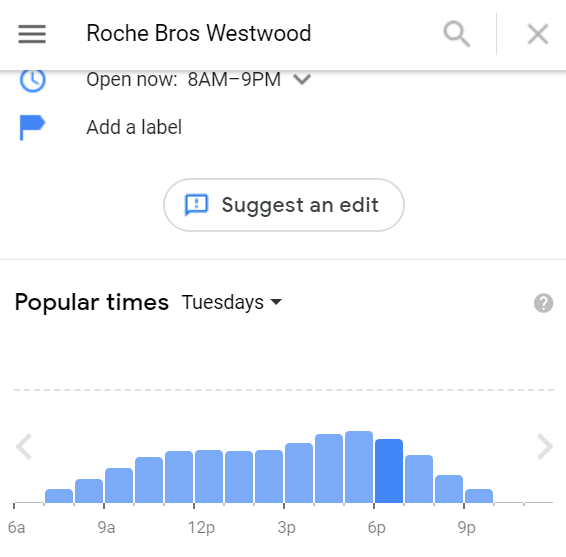 Roche Bros Westwood
Open now: 8AM–9PM
Add a label
Suggest an edit
Popular times Tuesdays
6a 9a 12p 3p 6p 9p